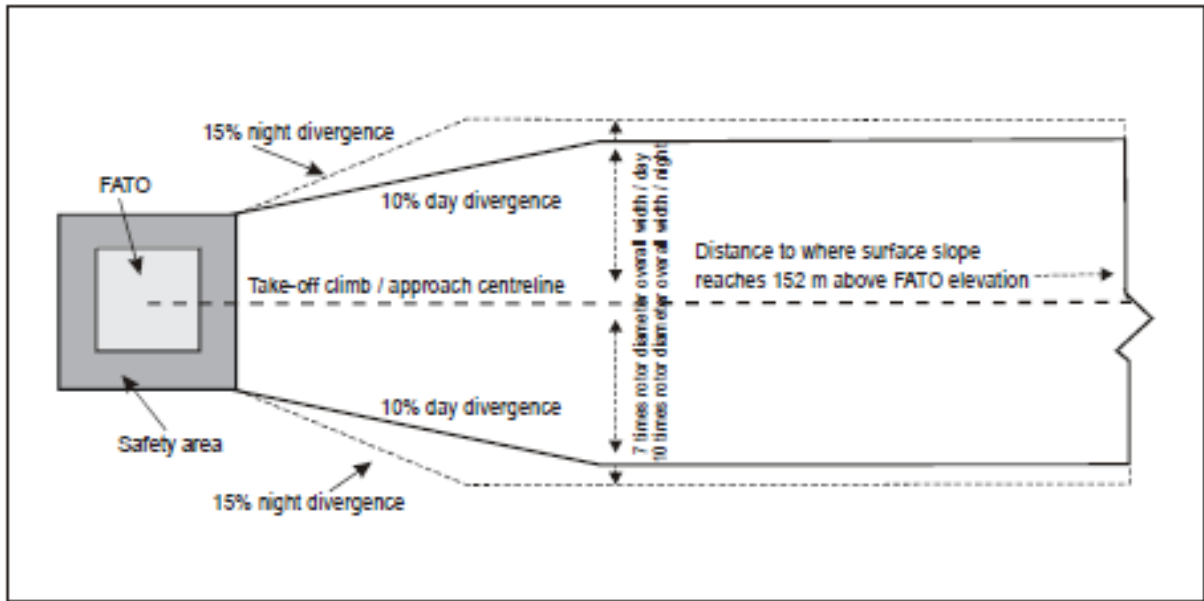 15% night divergence
FATO
10% day divergence
Take-off climb / approach centreline
7 times rotor diameter overall width / day
10 times rotor diameter overall width / night
Distance to where surface slope
reaches 152 m above FATO elevation
10% day divergence
Safety area
15% night divergence